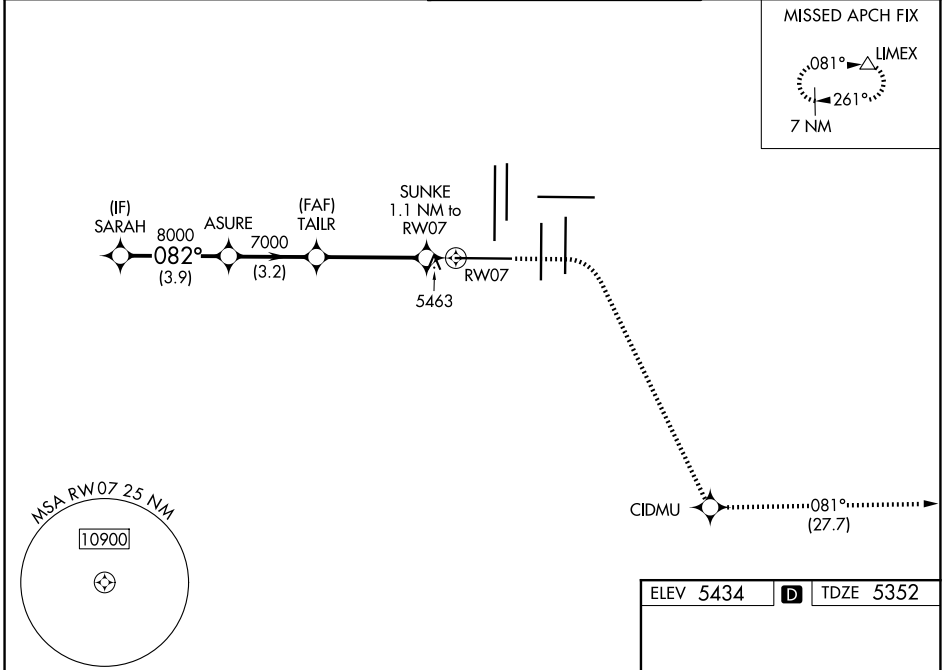 MISSED APCH FIX
LIMEX
081°
261°
7 NM
(IF)
SARAH
8000
082°
(3.9)
ASURE
7000
(3.2)
(FAF)
TAILR
SUNKE
1.1 NM to
RW07
RW07
5463
CIDMU
081°
(27.7)
MSA RW07 25 NM
10900
ELEV 5434 D TDZE 5352